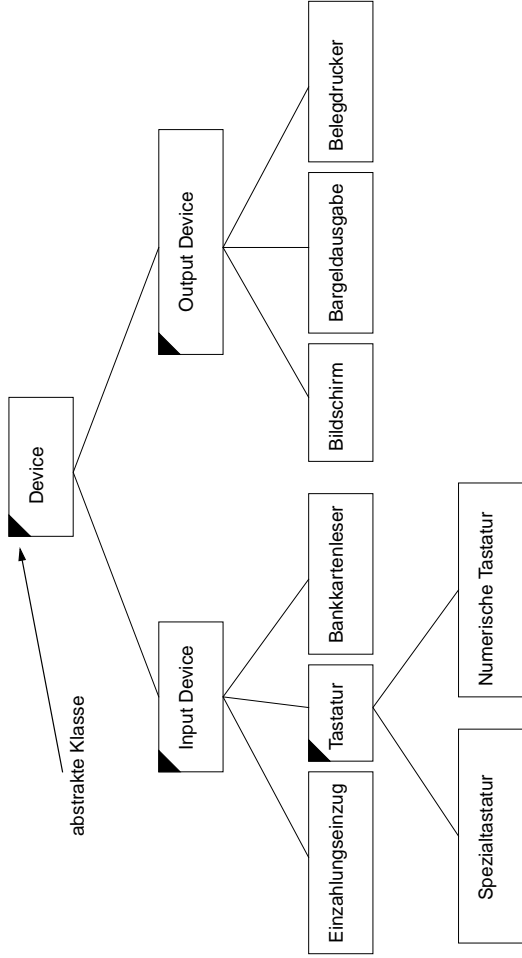 Device
abstrakte Klasse
Input Device
Output Device
Einzahlungseinzug
Tastatur
Bankkartenleser
Bildschirm
Bargeldausgabe
Belegdrucker
Spezialtastatur
Numerische Tastatur